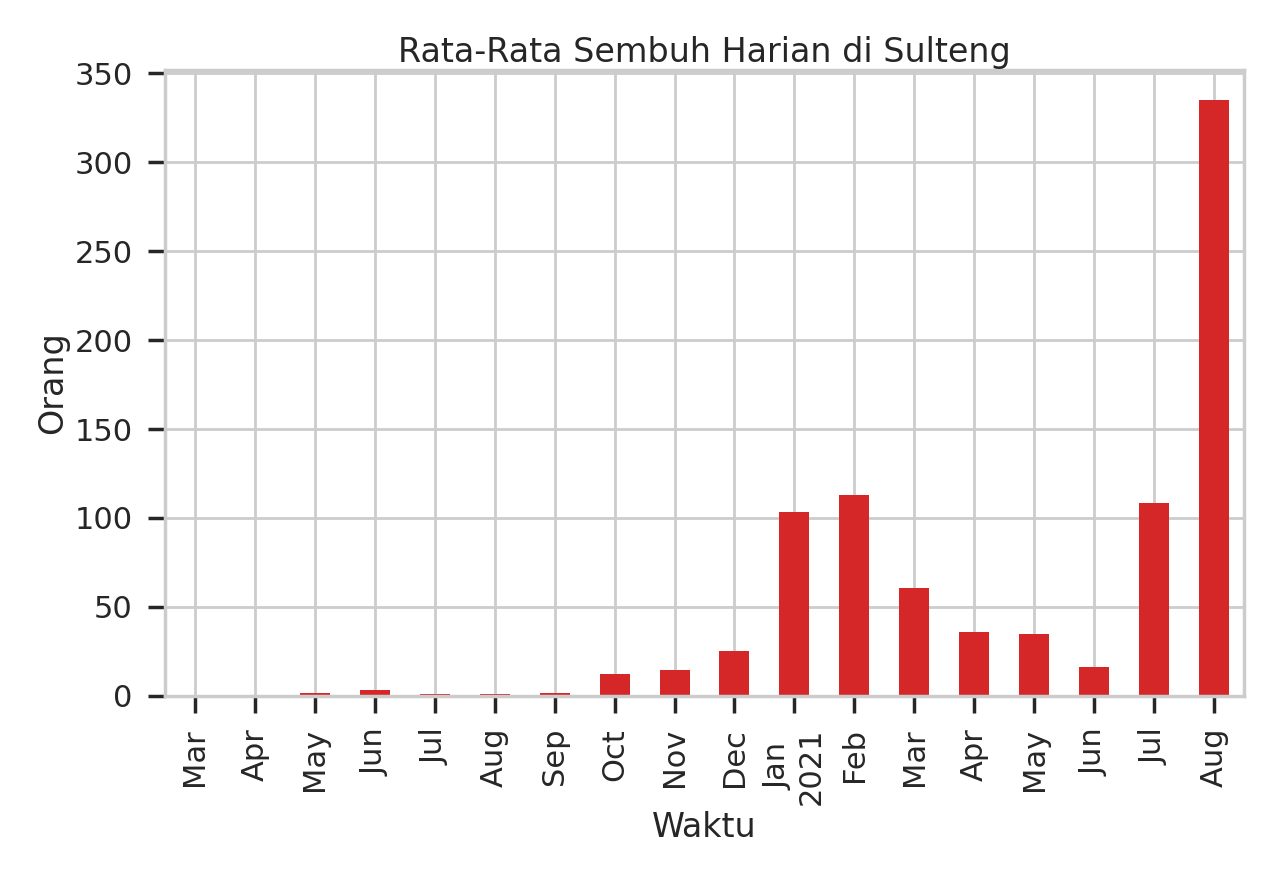 Rata-Rata Sembuh Harian di Sulteng
350
300
250
200
150
100
50
0
Orang
Mar
Apr
May
Jun
Jul
Aug
Sep
Oct
Nov
Dec
Jan
2021
Feb
Mar
Apr
May
Jun
Jul
Aug
Waktu